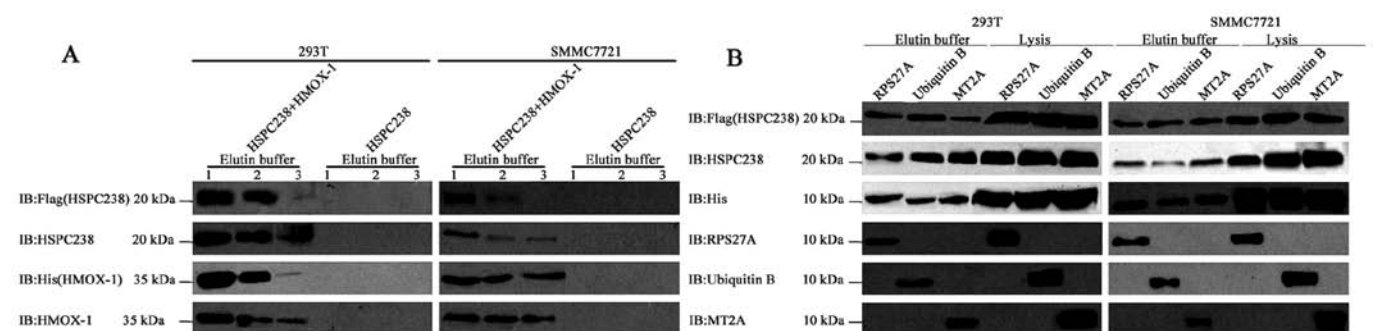 A
293T
SMMC7721
HSPC238+HMOX-1
HSPC238
HSPC238+HMOX-1
HSPC238
Elutin buffer
Elutin buffer
Elutin buffer
Elutin buffer
1 2 3 1 2 3 1 2 3 1 2 3
IB:Flag(HSPC238) 20 kDa
IB:HSPC238 20 kDa
IB:His(HMOX-1) 35 kDa
IB:HMOX-1 35 kDa
B
293T
SMMC7721
Elutin buffer Lysis Elutin buffer Lysis
RPS27A Ubiquitin B MT2A RPS27A Ubiquitin B MT2A RPS27A Ubiquitin B MT2A RPS27A Ubiquitin B MT2A
IB:Flag(HSPC238) 20 kDa
IB:HSPC238 20 kDa
IB:His 10 kDa
IB:RPS27A 10 kDa
IB:Ubiquitin B 10 kDa
IB:MT2A 10 kDa